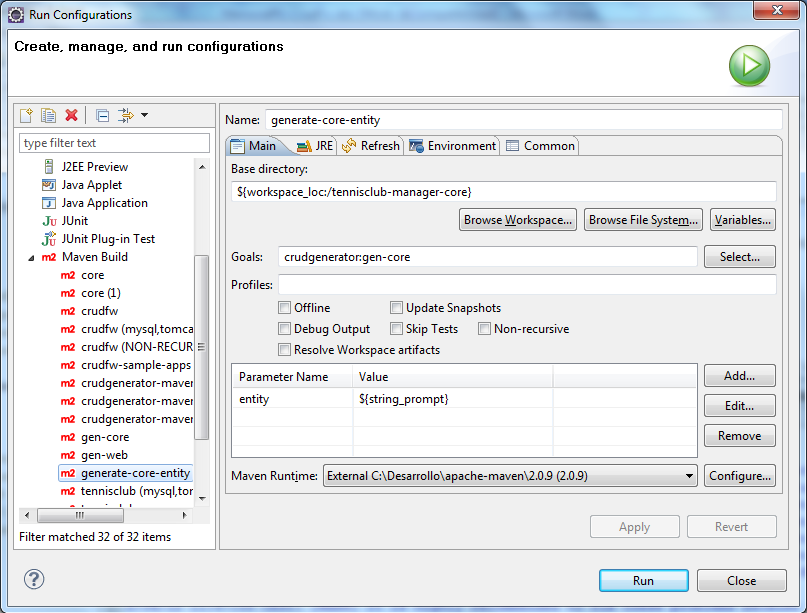 Run Configurations
Create, manage, and run configurations
type filter text
J2EE Preview
Java Applet
Java Application
JUnit
JUnit Plug-in Test
m2 Maven Build
m2 core
m2 core (1)
m2 crudfw
m2 crudfw (mysql,tomca
m2 crudfw (NON-RECUR
m2 crudfw-sample-apps
m2 crudgenerator-maven
m2 crudgenerator-maven
m2 crudgenerator-maven
m2 gen-core
m2 gen-web
m2 generate-core-entity
m2 tennisclub (mysql,tor
Filter matched 32 of 32 items
Name: generate-core-entity
Main JRE Refresh Environment Common
Base directory:
${workspace_loc:/tennisclub-manager-core}
Browse Workspace... Browse File System... Variables...
Goals: crudgenerator:gen-core Select...
Profiles:
Offline Update Snapshots
Debug Output Skip Tests Non-recursive
Resolve Workspace artifacts
Parameter Name Value Add...
entity ${string_prompt}
Edit...
Remove
Maven Runtime: External C:\Desarrollo\apache-maven\2.0.9 (2.0.9) Configure...
Apply Revert
? Run Close